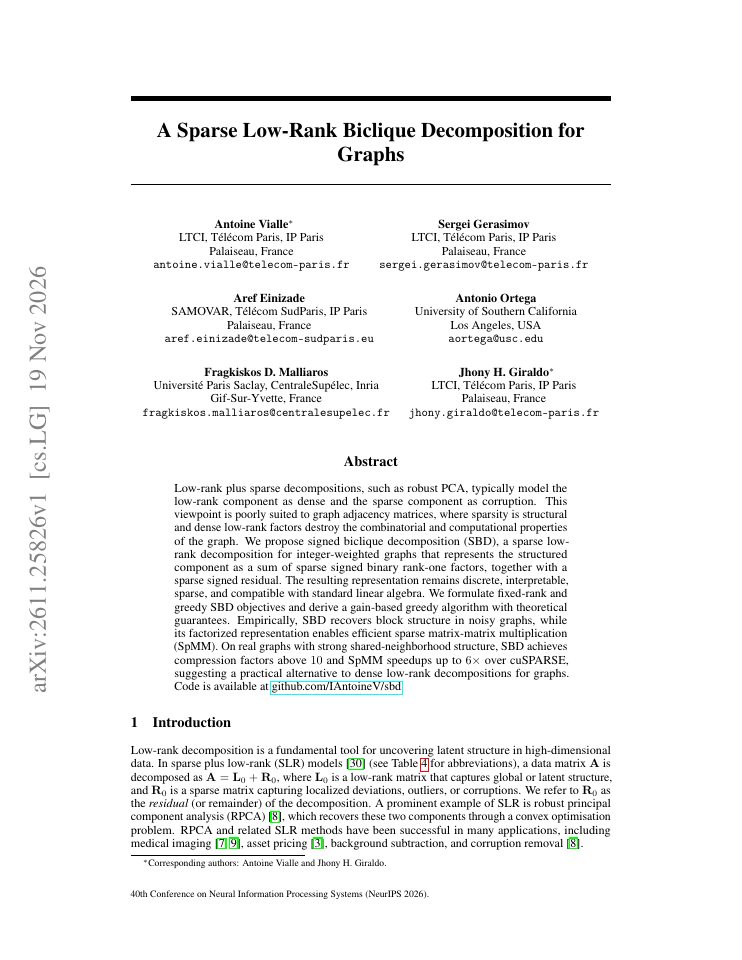 arXiv:2611.25826v1 [cs.LG] 19 Nov 2026
A Sparse Low-Rank Biclique Decomposition for
Graphs
Antoine Vialle*
LTCI, Télécom Paris, IP Paris
Palaiseau, France
antoine.vialle@telecom-paris.fr
Sergei Gerasimov
LTCI, Télécom Paris, IP Paris
Palaiseau, France
sergei.gerasimov@telecom-paris.fr
Aref Einizade
SAMOVAR, Télécom SudParis, IP Paris
Palaiseau, France
aref.einizade@telecom-sudparis.eu
Antonio Ortega
University of Southern California
Los Angeles, USA
aortega@usc.edu
Fragkiskos D. Malliaros
Université Paris Saclay, CentraleSupélec, Inria
Gif-Sur-Yvette, France
fragkiskos.malliaros@centralesupelec.fr
Jhony H. Giraldo*
LTCI, Télécom Paris, IP Paris
Palaiseau, France
jhony.giraldo@telecom-paris.fr
Abstract
Low-rank plus sparse decompositions, such as robust PCA, typically model the
low-rank component as dense and the sparse component as corruption. This
viewpoint is poorly suited to graph adjacency matrices, where sparsity is structural
and dense low-rank factors destroy the combinatorial and computational properties
of the graph. We propose signed biclique decomposition (SBD), a sparse low-
rank decomposition for integer-weighted graphs that represents the structured
component as a sum of sparse signed binary rank-one factors, together with a
sparse signed residual. The resulting representation remains discrete, interpretable,
sparse, and compatible with standard linear algebra. We formulate fixed-rank and
greedy SBD objectives and derive a gain-based greedy algorithm with theoretical
guarantees. Empirically, SBD recovers block structure in noisy graphs, while
its factorized representation enables efficient sparse matrix-matrix multiplication
(SpMM). On real graphs with strong shared-neighborhood structure, SBD achieves
compression factors above 10 and SpMM speedups up to 6× over cuSPARSE,
suggesting a practical alternative to dense low-rank decompositions for graphs.
Code is available at github.com/IAntoineV/sbd
1 Introduction
Low-rank decomposition is a fundamental tool for uncovering latent structure in high-dimensional
data. In sparse plus low-rank (SLR) models [30] (see Table 4 for abbreviations), a data matrix A is
decomposed as A = L₀ + R₀, where L₀ is a low-rank matrix that captures global or latent structure,
and R₀ is a sparse matrix capturing localized deviations, outliers, or corruptions. We refer to R₀ as
the residual (or remainder) of the decomposition. A prominent example of SLR is robust principal
component analysis (RPCA) [8], which recovers these two components through a convex optimisation
problem. RPCA and related SLR methods have been successful in many applications, including
medical imaging [7, 9], asset pricing [3], background subtraction, and corruption removal [8].
*Corresponding authors: Antoine Vialle and Jhony H. Giraldo.
40th Conference on Neural Information Processing Systems (NeurIPS 2026).